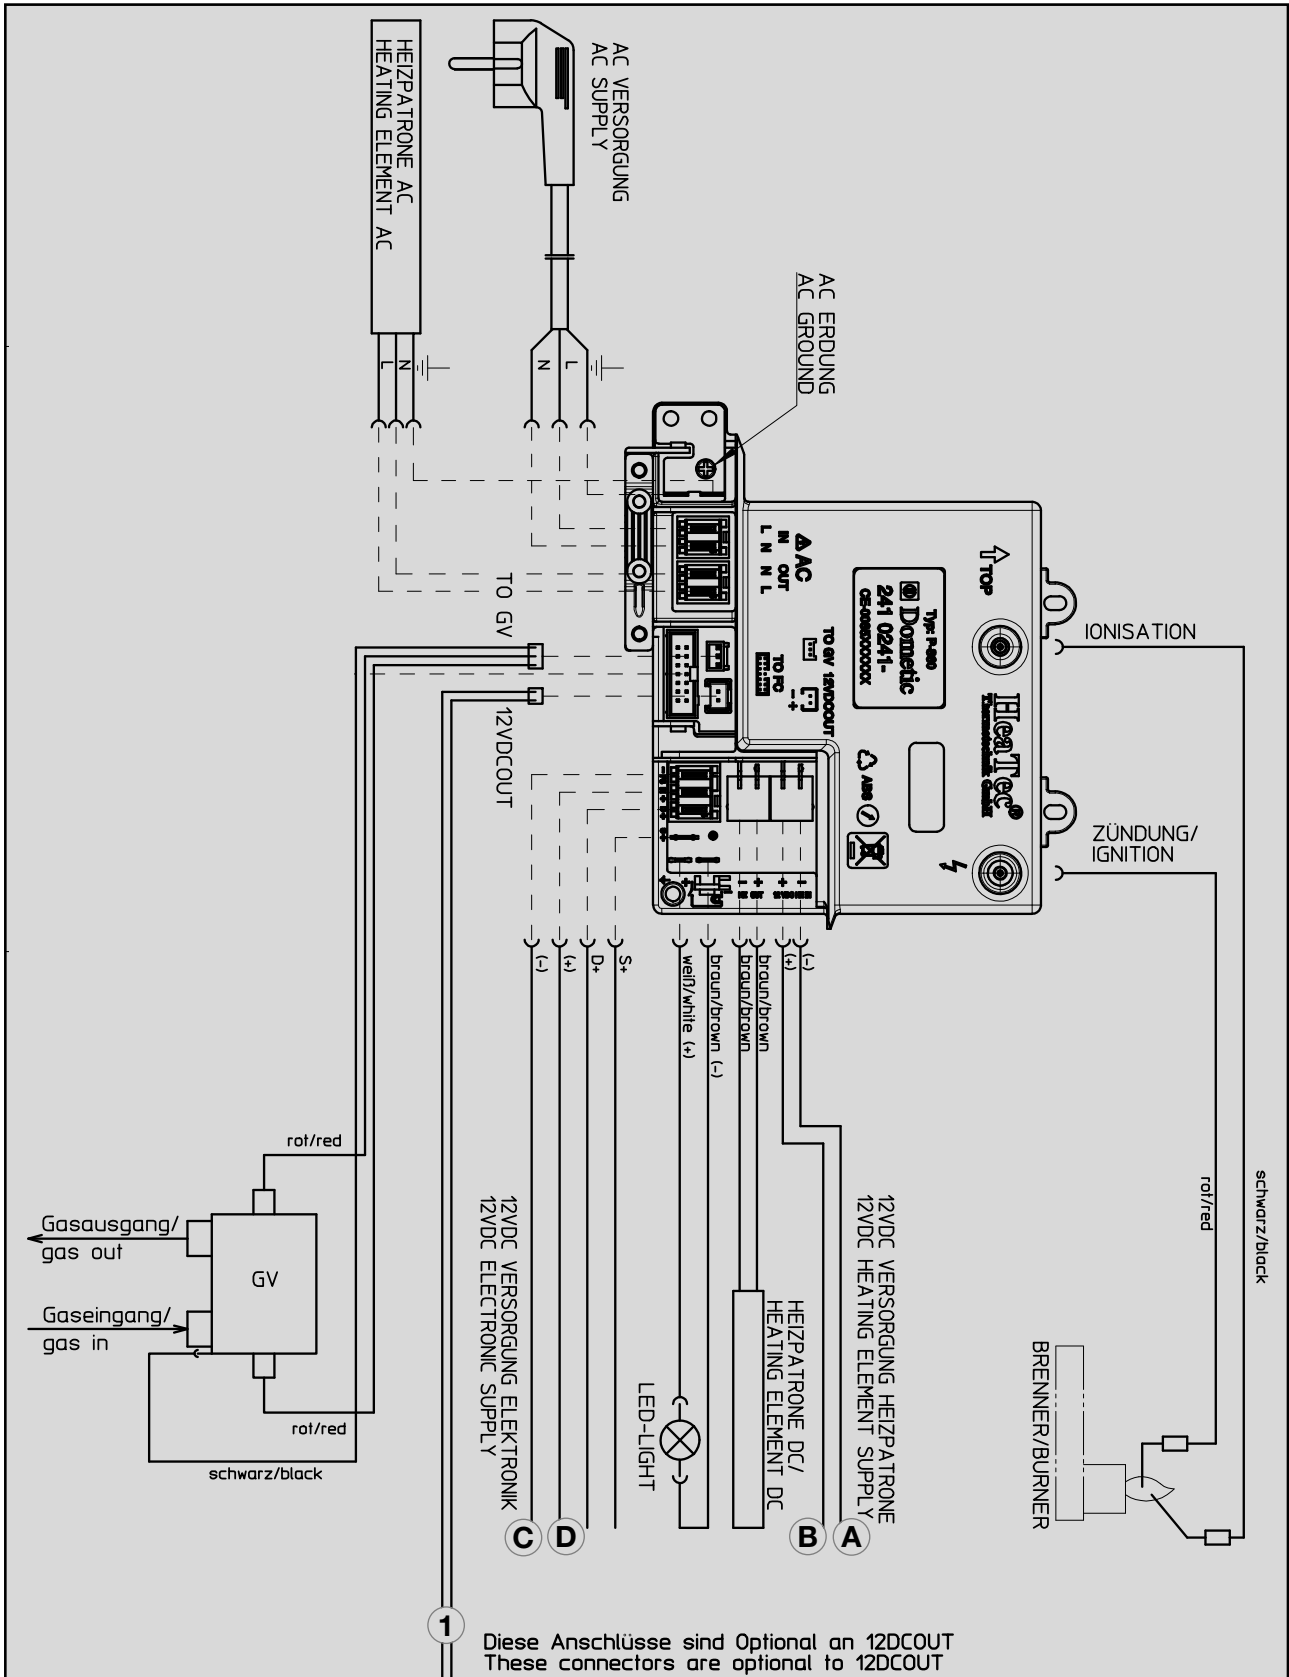 HEIZPATRONE AC
HEATING ELEMENT AC
L
N
AC VERSORGUNG
AC SUPPLY
N
L
AC ERDUNG
AC GROUND
AC
IN OUT
L N N L
TOP
Typ: P-660
Dometic
241 0241-
TO GV
12VDCOUT
TO FC
- +
HeaTec®
Thermotechnik GmbH
ABS
IONISATION
ZÜNDUNG/
IGNITION
TO GV
12VDCOUT
(-)
(+)
D+
S+
weiß/white (+)
braun/brown (-)
braun/brown
braun/brown
(+)
(-)
rot/red
schwarz/black
rot/red
Gasausgang/
gas out
GV
Gaseingang/
gas in
rot/red
schwarz/black
12VDC VERSORGUNG ELEKTRONIK
12VDC ELECTRONIC SUPPLY
LED-LIGHT
HEIZPATRONE DC/
HEATING ELEMENT DC
12VDC VERSORGUNG HEIZPATRONE
12VDC HEATING ELEMENT SUPPLY
BRENNER/BURNER
C
D
B
A
1
Diese Anschlüsse sind Optional an 12DCOUT
These connectors are optional to 12DCOUT